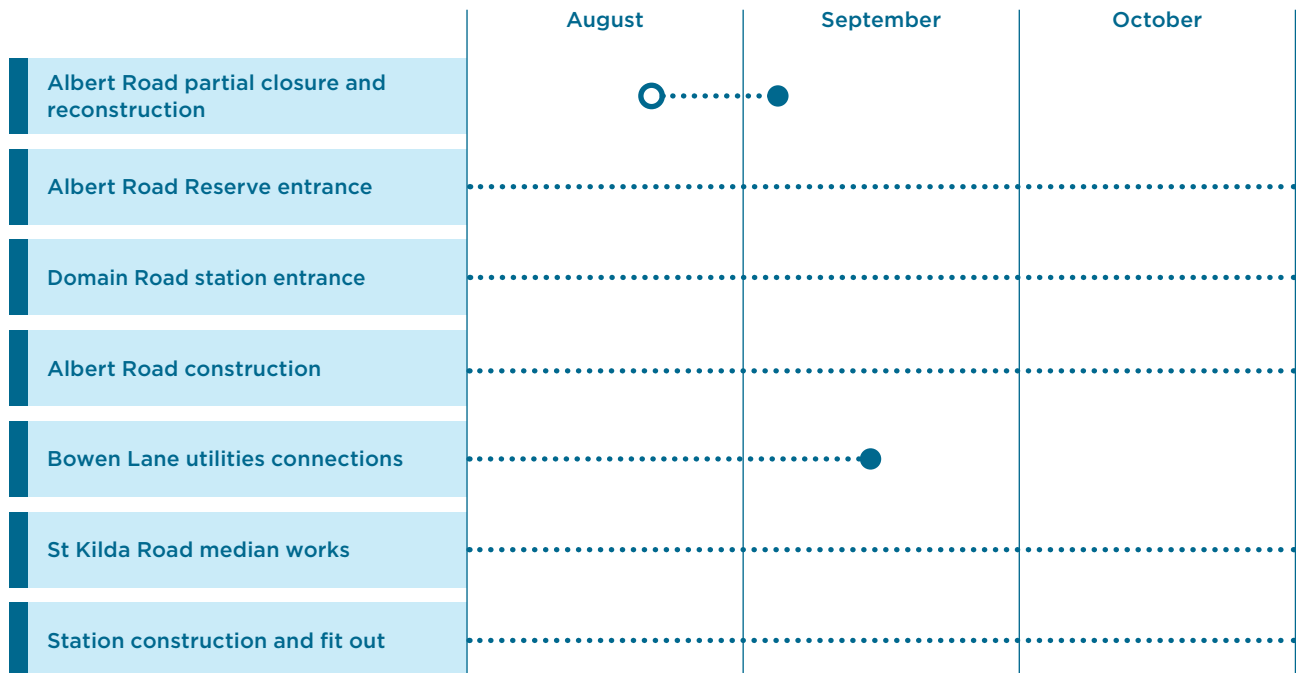 August September October
Albert Road partial closure and
reconstruction
Albert Road Reserve entrance
Domain Road station entrance
Albert Road construction
Bowen Lane utilities connections
St Kilda Road median works
Station construction and fit out